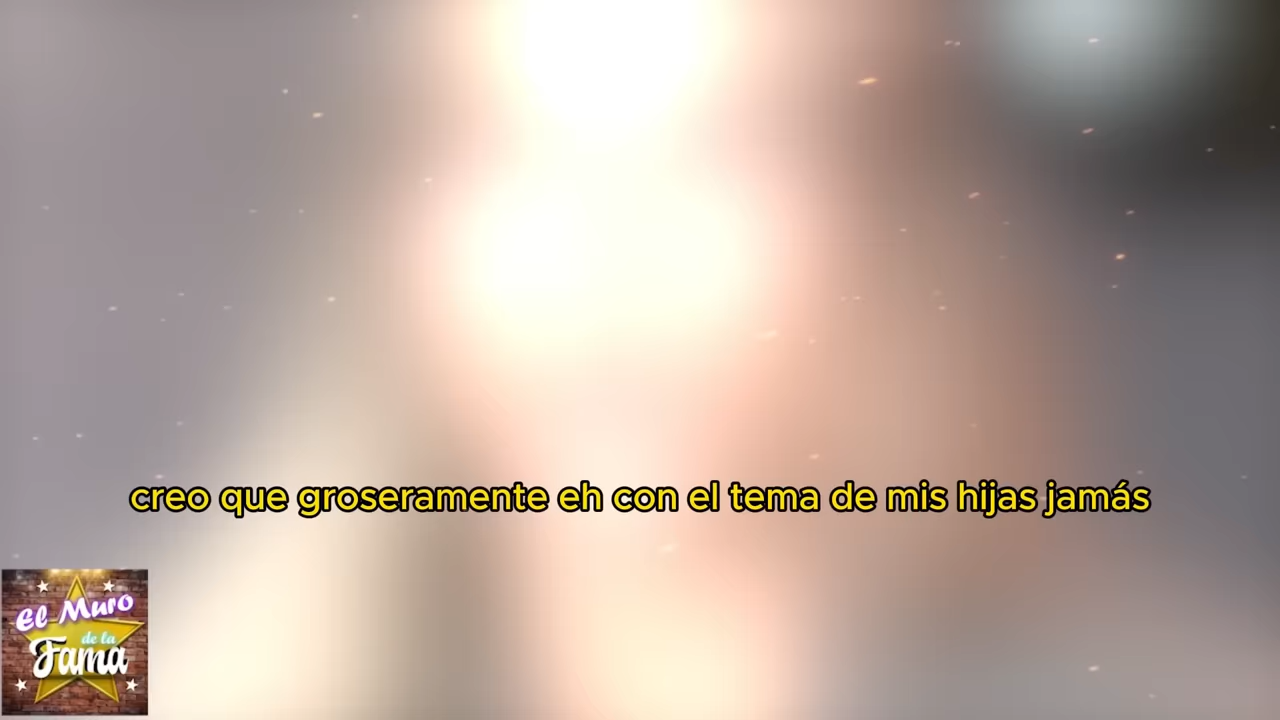 creo que groseramente eh con el tema de mis hijas jamás
El Muro
de la
Fama